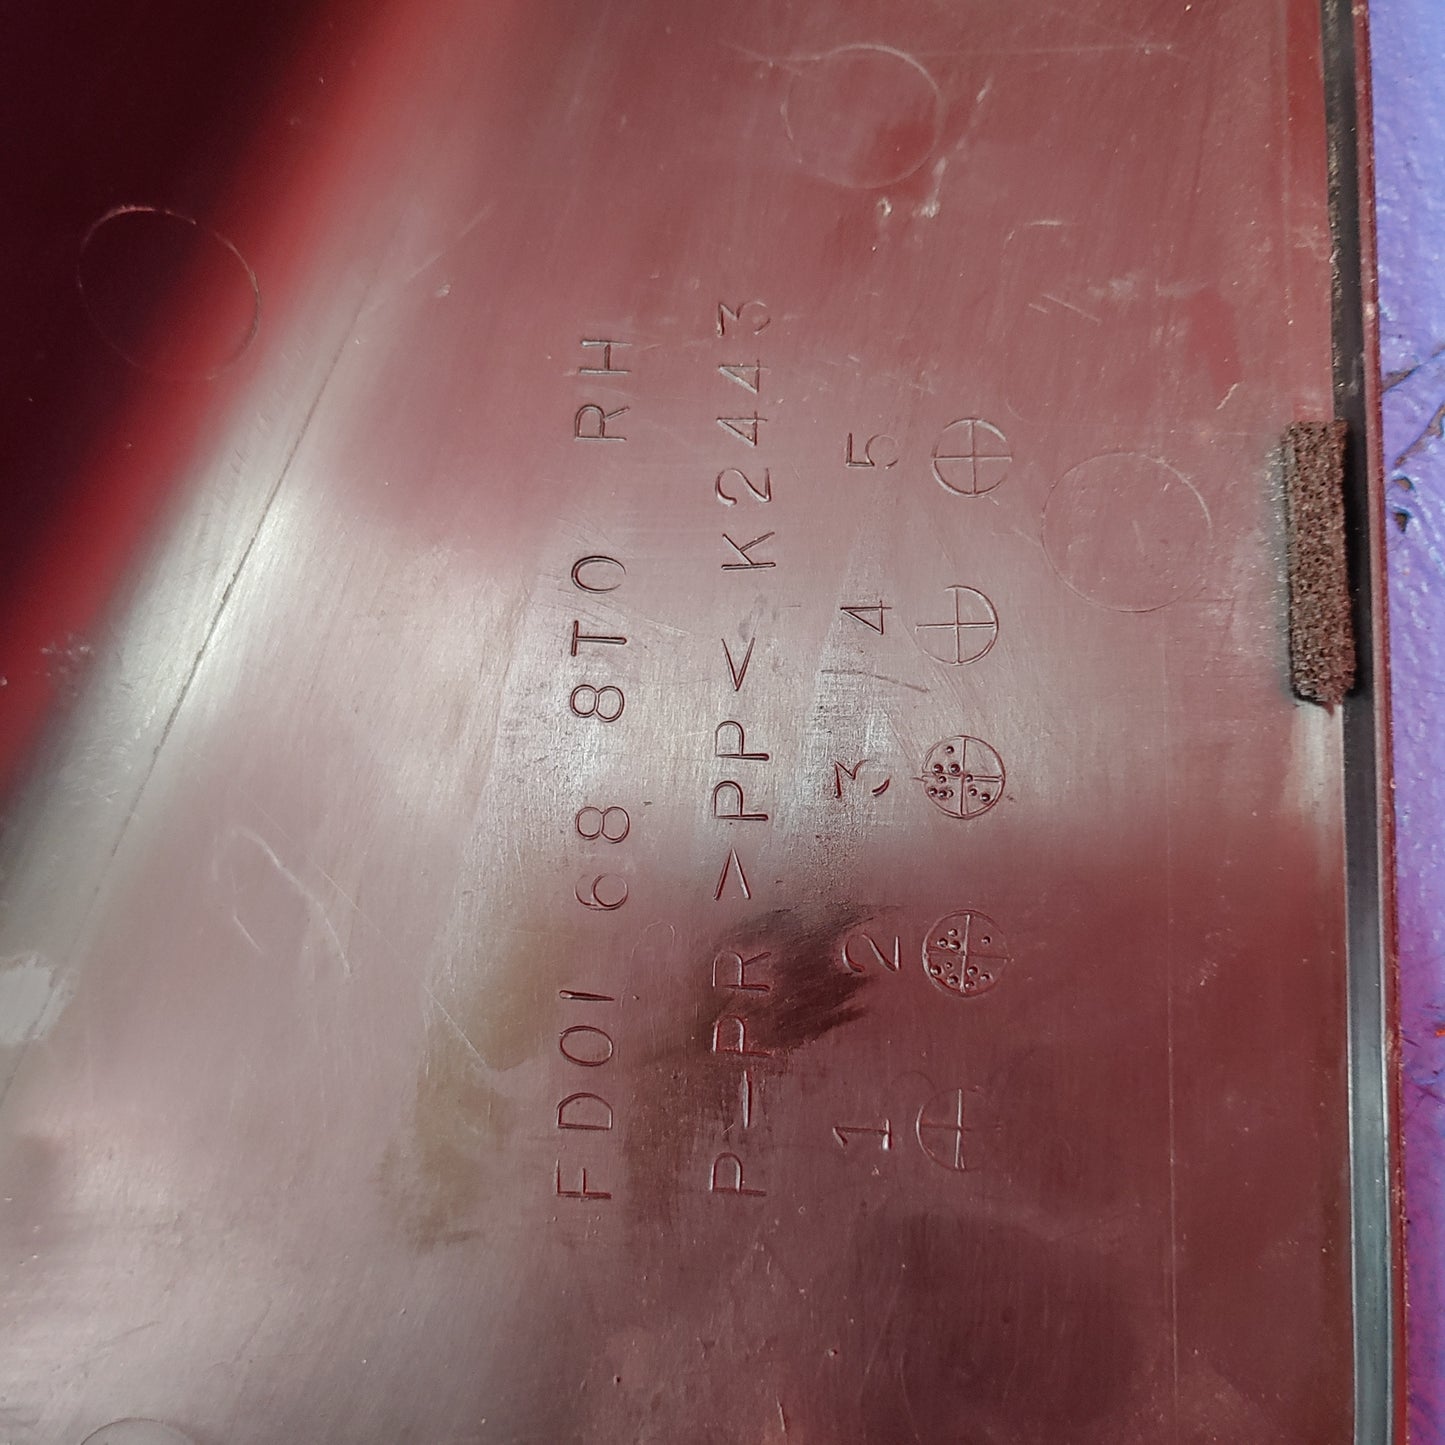 FD01 68 8T0 RH
P-PR >PP< K2443
1 2 3 4 5